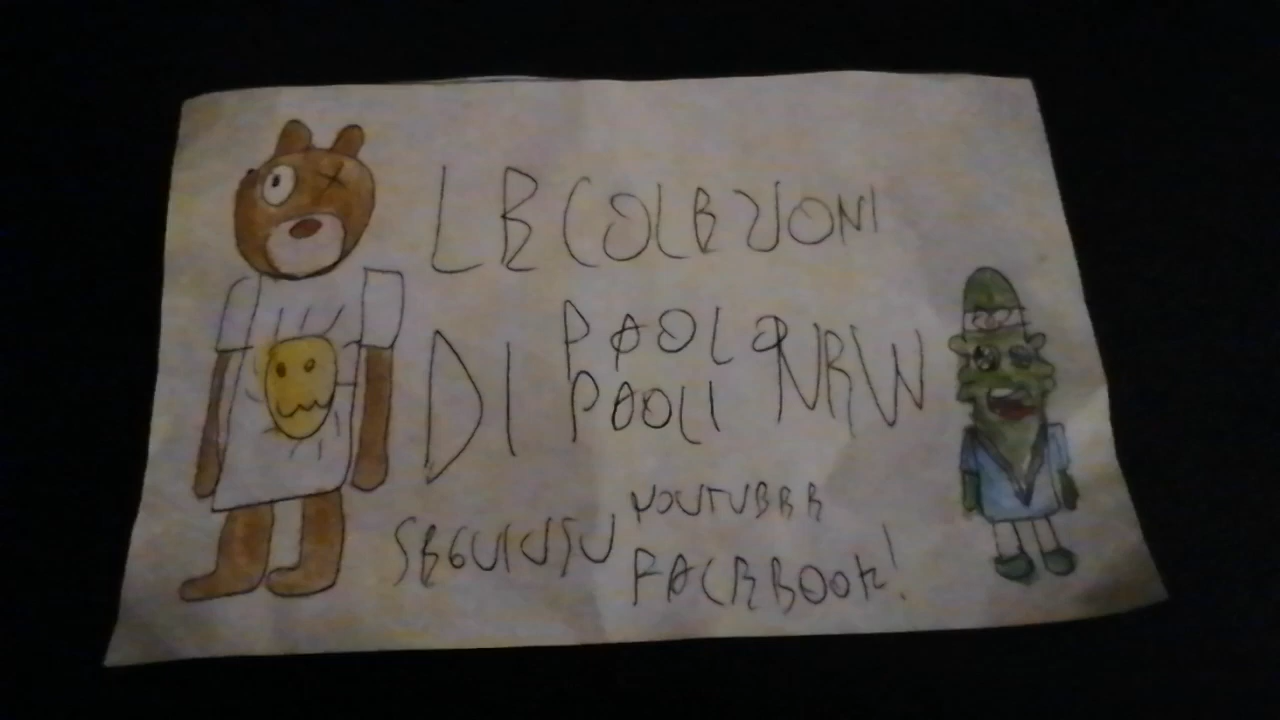 LE COLEZIONI
DI PAOLO PAOLI NEW
SEGUICI SU YOUTUBE
FACEBOOK!